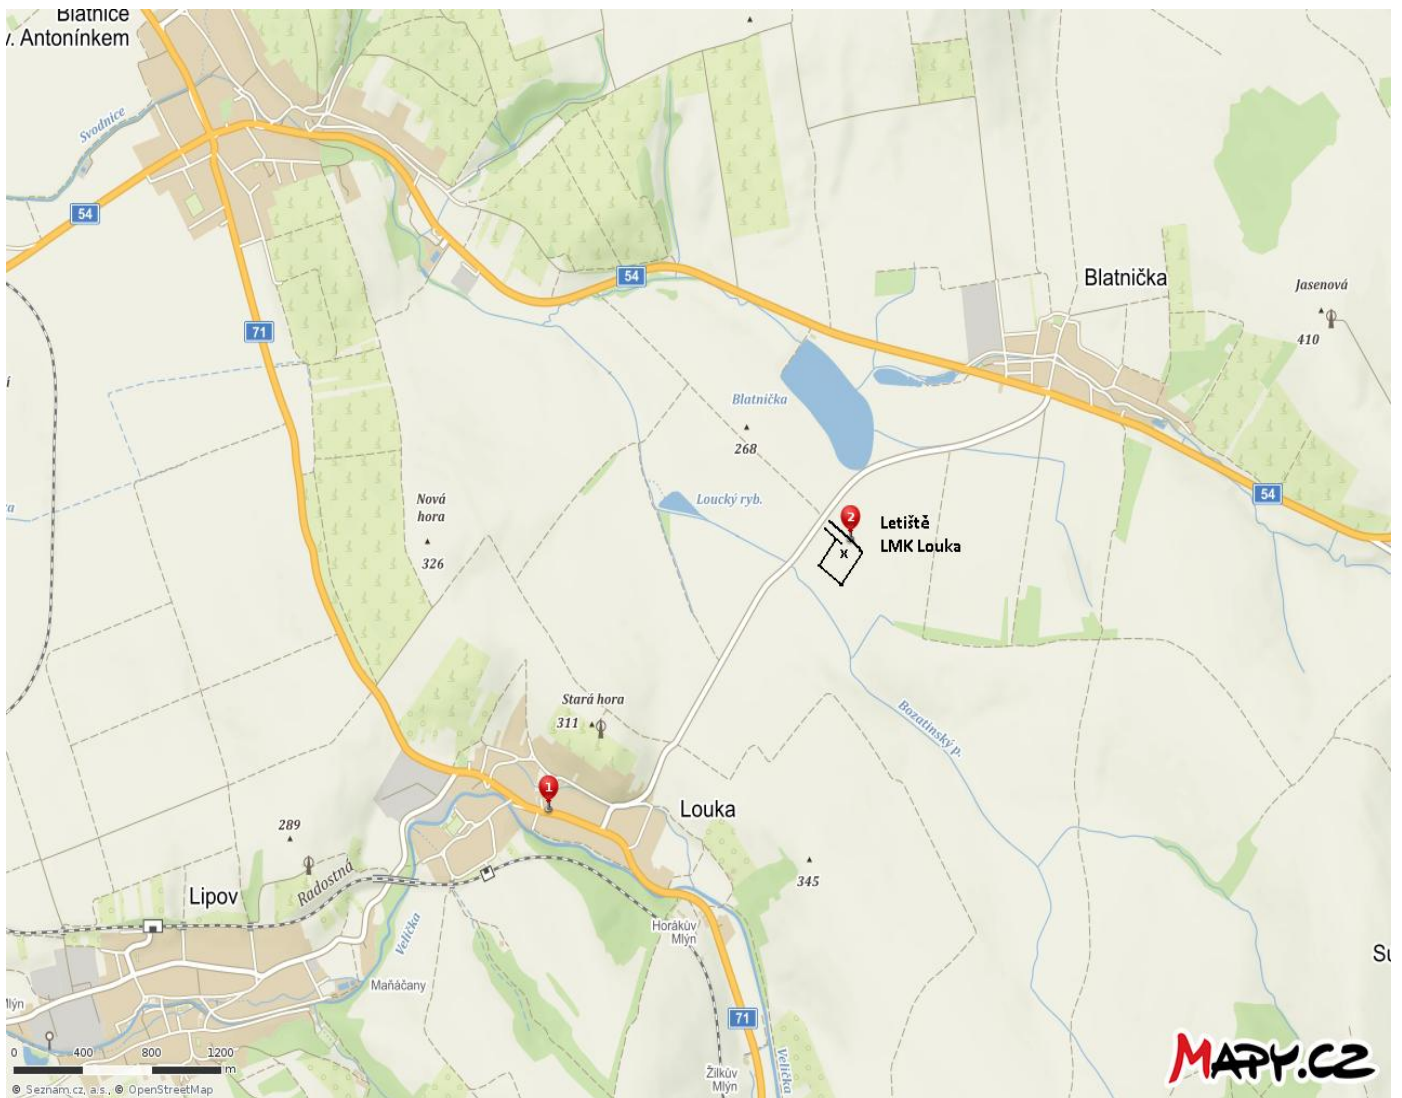 Blatnice
v. Antonínkem
Svodnice
54
54
71
Blatnička
Jasenová
410
Blatnička
268
Nová
hora
326
Loucký ryb.
2
Letiště
LMK Louka
x
54
Stará hora
311
Bozatinský p.
1
Louka
289
Radostná
Lipov
345
Velička
Horákův
Mlýn
Maňáčany
71
Velička
Žilkův
Mlýn
0 400 800 1200
m
© Seznam.cz, a.s., © OpenStreetMap
MAPY.CZ